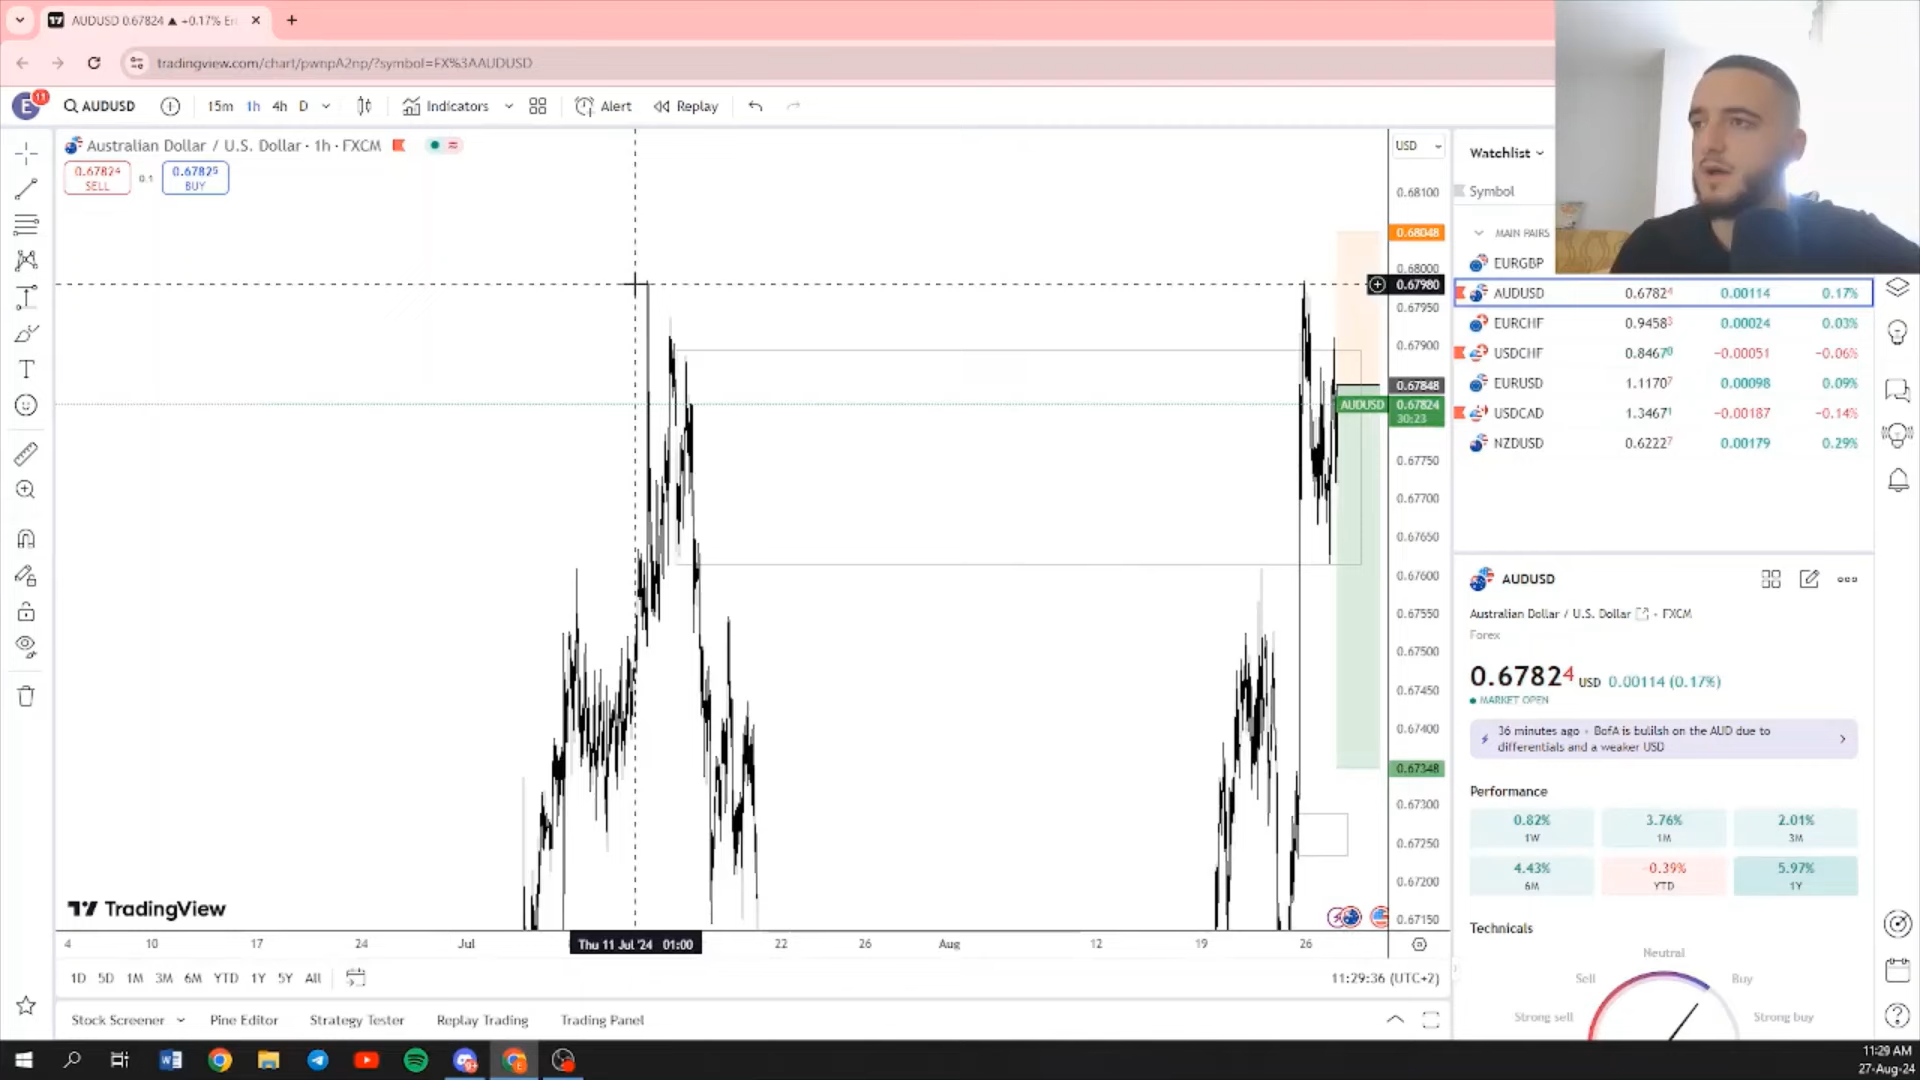 AUDUSD 0.67824 ▲ +0.17%
tradingview.com/chart/pwnpA2np/?symbol=FX%3AAUDUSD
E 11 AUDUSD 15m 1h 4h D Indicators Alert Replay
Australian Dollar / U.S. Dollar · 1h · FXCM
0.67824 SELL 0.1 0.67825 BUY
USD
0.68100
0.68048
0.68000
0.67980
0.67950
0.67900
0.67848
AUDUSD 0.67824
30:23
0.67750
0.67700
0.67650
0.67600
0.67550
0.67500
0.67450
0.67400
0.67348
0.67300
0.67250
0.67200
0.67150
TradingView
4 10 17 24 Jul Thu 11 Jul '24 01:00 22 26 Aug 12 19 26
1D 5D 1M 3M 6M YTD 1Y 5Y All
11:29:36 (UTC+2)
Stock Screener Pine Editor Strategy Tester Replay Trading Trading Panel
Watchlist
Symbol
MAIN PAIRS
EURGBP
AUDUSD 0.67824 0.00114 0.17%
EURCHF 0.94583 0.00024 0.03%
USDCHF 0.84670 −0.00051 −0.06%
EURUSD 1.11707 0.00098 0.09%
USDCAD 1.34671 −0.00187 −0.14%
NZDUSD 0.62227 0.00179 0.29%
AUDUSD
Australian Dollar / U.S. Dollar · FXCM
Forex
0.67824 USD 0.00114 (0.17%)
MARKET OPEN
36 minutes ago · BofA is bulilsh on the AUD due to
differentials and a weaker USD
Performance
0.82% 3.76% 2.01%
1W 1M 3M
4.43% −0.39% 5.97%
6M YTD 1Y
Technicals
Neutral
Sell Buy
Strong sell Strong buy
11:29 AM
27-Aug-24